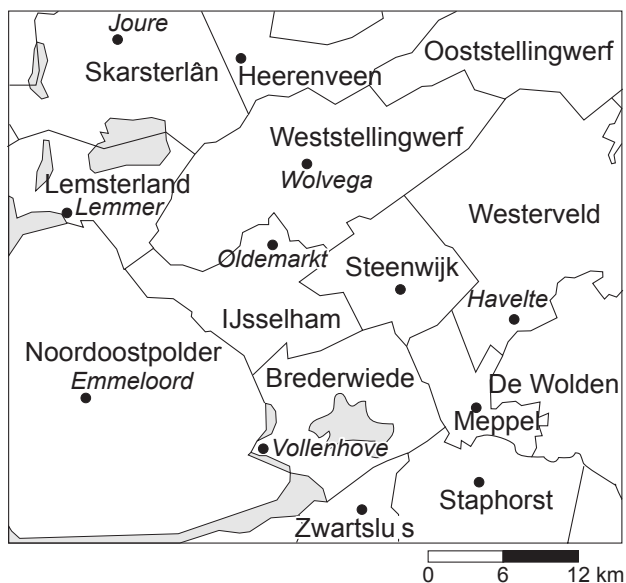 Joure
Skarsterlân
Heerenveen
Ooststellingwerf
Weststellingwerf
Wolvega
Lemsterland
Lemmer
Westerveld
Oldemarkt
Steenwijk
Havelte
IJsselham
Noordoostpolder
Emmeloord
Brederwiede
De Wolden
Meppel
Vollenhove
Staphorst
Zwartslu s
0 6 12 km